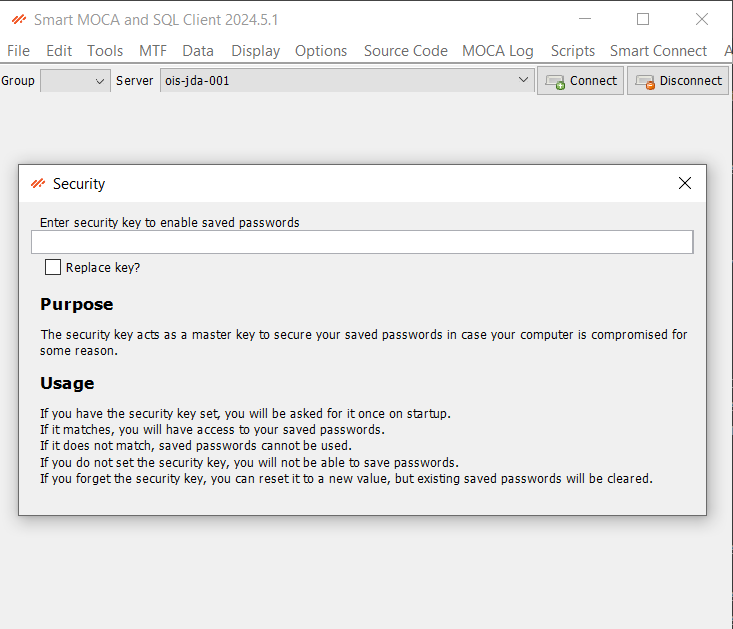 Smart MOCA and SQL Client 2024.5.1
File Edit Tools MTF Data Display Options Source Code MOCA Log Scripts Smart Connect A
Group Server ois-jda-001 Connect Disconnect
Security
Enter security key to enable saved passwords
Replace key?
Purpose
The security key acts as a master key to secure your saved passwords in case your computer is compromised for
some reason.
Usage
If you have the security key set, you will be asked for it once on startup.
If it matches, you will have access to your saved passwords.
If it does not match, saved passwords cannot be used.
If you do not set the security key, you will not be able to save passwords.
If you forget the security key, you can reset it to a new value, but existing saved passwords will be cleared.